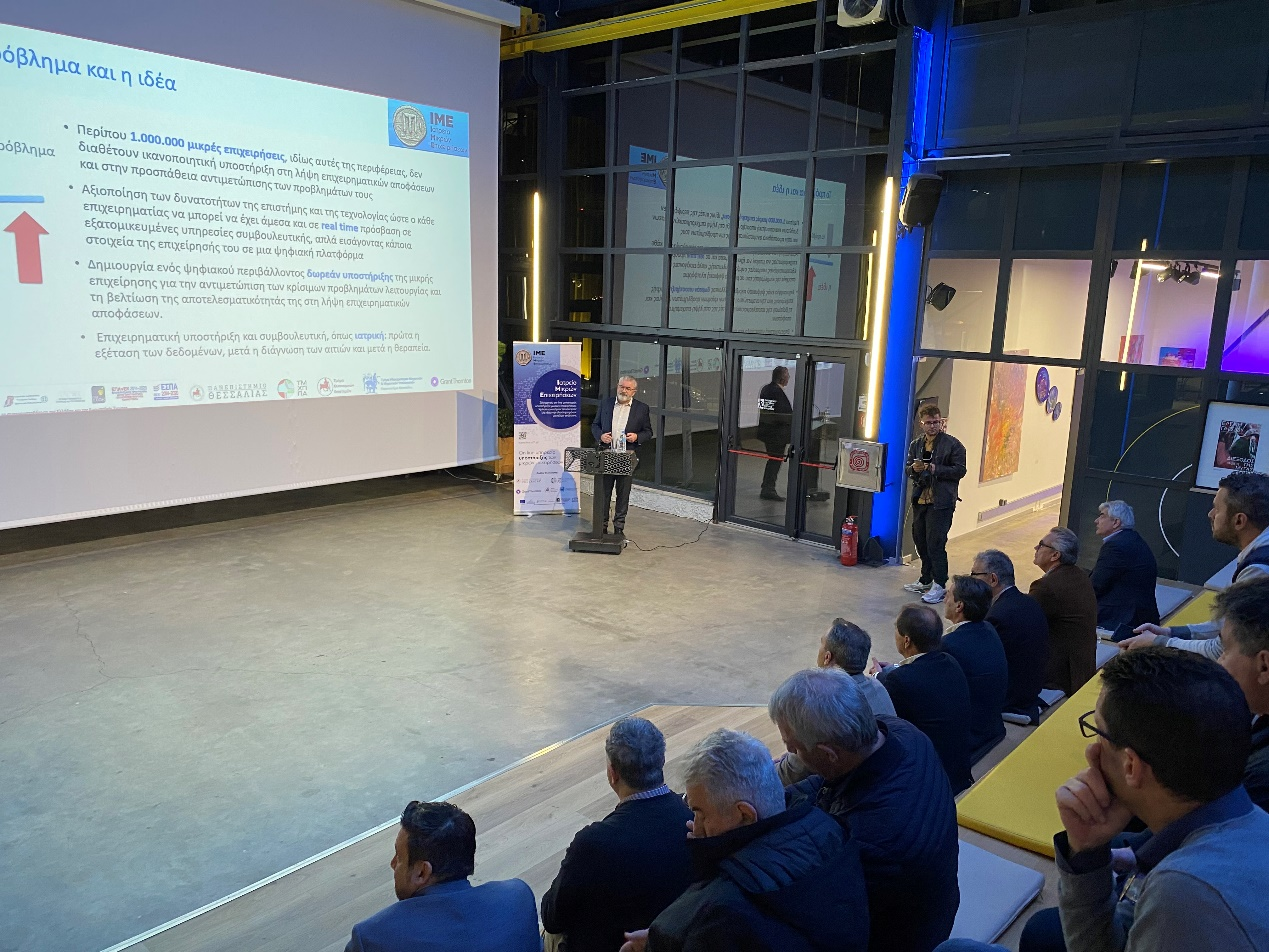 όβλημα και η ιδέα
IME
Ιατρείο
Μικρών
Επιχειρήσεων
όβλημα
• Περίπου 1.000.000 μικρές επιχειρήσεις, ιδίως αυτές της περιφέρειας, δεν
διαθέτουν ικανοποιητική υποστήριξη στη λήψη επιχειρηματικών αποφάσεων
και στην προσπάθεια αντιμετώπισης των προβλημάτων τους
• Αξιοποίηση των δυνατοτήτων της επιστήμης και της τεχνολογίας ώστε ο κάθε
επιχειρηματίας να μπορεί να έχει άμεσα και σε real time πρόσβαση σε
εξατομικευμένες υπηρεσίες συμβουλευτικής, απλά εισάγοντας κάποια
στοιχεία της επιχείρησής του σε μια ψηφιακή πλατφόρμα
• Δημιουργία ενός ψηφιακού περιβάλλοντος δωρεάν υποστήριξης της μικρής
επιχείρησης για την αντιμετώπιση των κρίσιμων προβλημάτων λειτουργίας και
τη βελτίωση της αποτελεσματικότητάς της στη λήψη επιχειρηματικών
αποφάσεων.
• Επιχειρηματική υποστήριξη και συμβουλευτική, όπως ιατρική: πρώτα η
εξέταση των δεδομένων, μετά η διάγνωση των αιτιών και μετά η θεραπεία.
ΕΣΠΑ
ΠΑΝΕΠΙΣΤΗΜΙΟ
ΘΕΣΣΑΛΙΑΣ
Grant Thornton
IME
Ιατρείο
Μικρών
Επιχειρήσεων